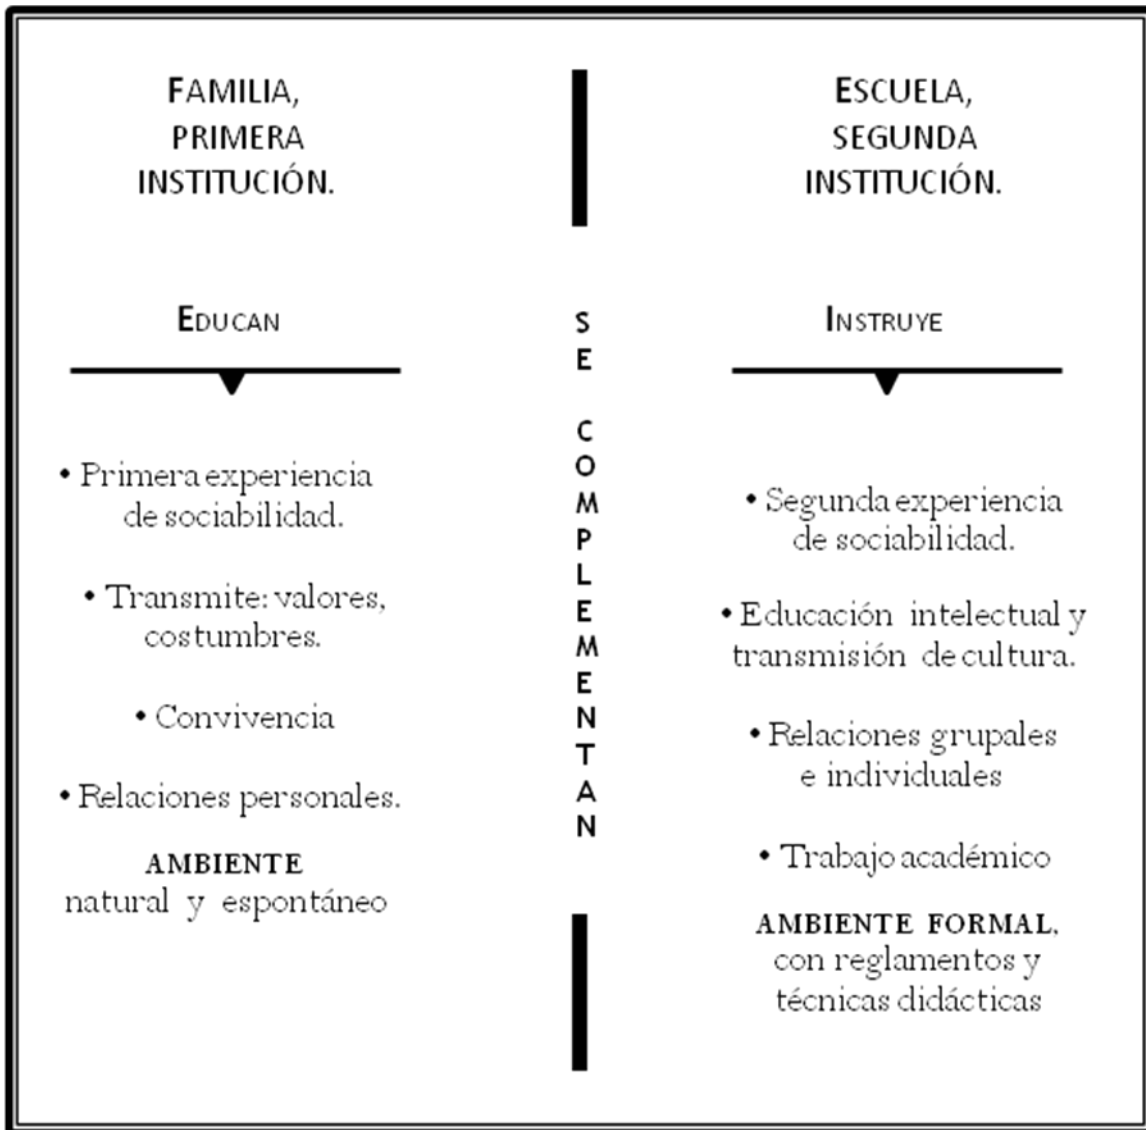 FAMILIA,
PRIMERA
INSTITUCIÓN.
EDUCAN
• Primera experiencia
de sociabilidad.
• Transmite: valores,
costumbres.
• Convivencia
• Relaciones personales.
AMBIENTE
natural y espontáneo
SE COMPLEMENTAN
ESCUELA,
SEGUNDA
INSTITUCIÓN.
INSTRUYE
• Segunda experiencia
de sociabilidad.
• Educación intelectual y
transmisión de cultura.
• Relaciones grupales
e individuales
• Trabajo académico
AMBIENTE FORMAL,
con reglamentos y
técnicas didácticas